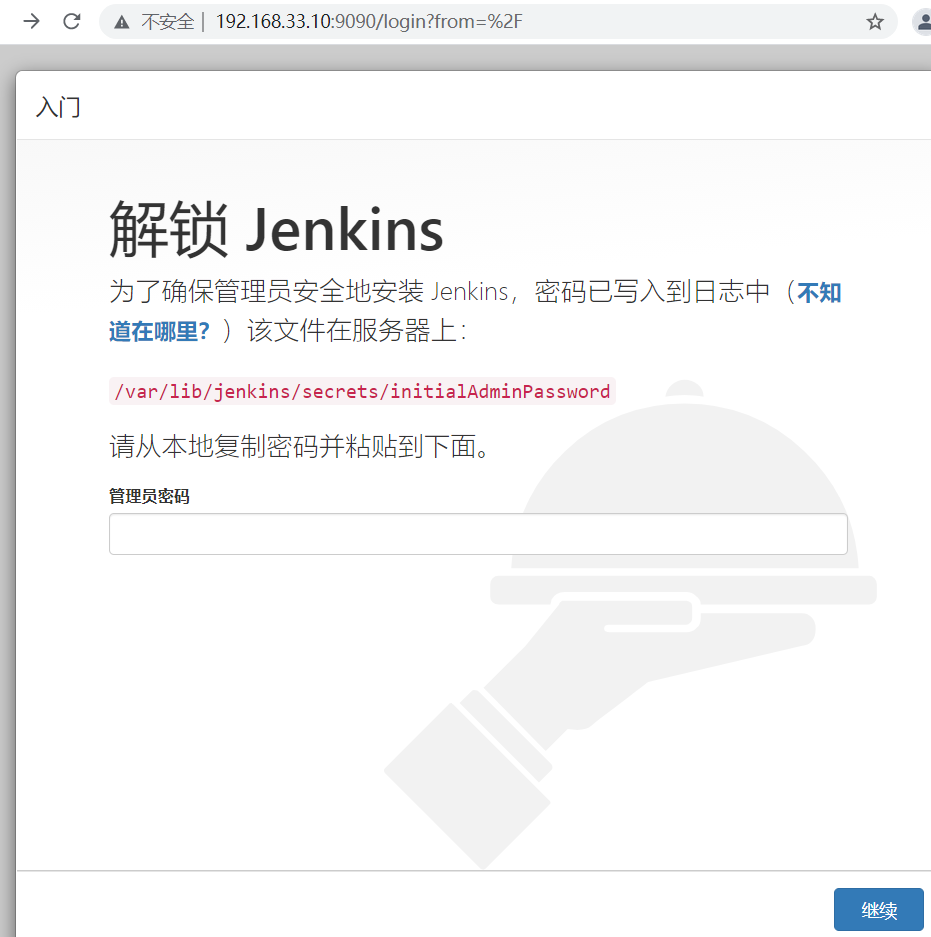 不安全 | 192.168.33.10:9090/login?from=%2F
入门
解锁 Jenkins
为了确保管理员安全地安装 Jenkins，密码已写入到日志中（不知
道在哪里？）该文件在服务器上：
/var/lib/jenkins/secrets/initialAdminPassword
请从本地复制密码并粘贴到下面。
管理员密码
继续